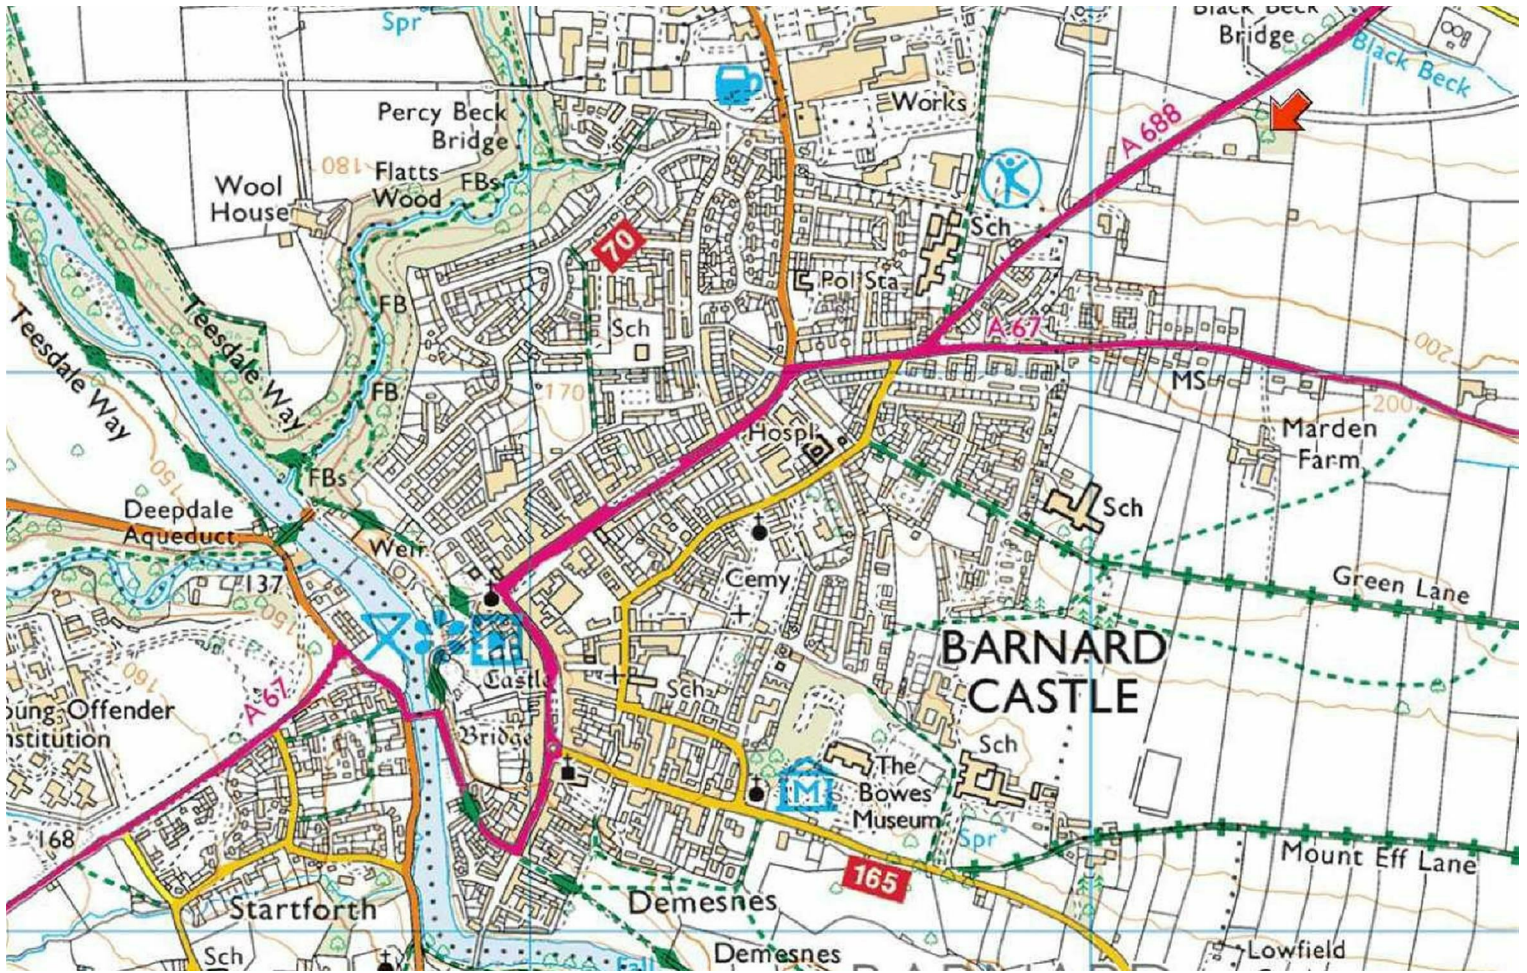 Spr
Black Beck
Bridge
Black Beck
Percy Beck
Bridge
Works
A 688
180
Flatts
Wood
FBs
Wool
House
70
Sch
Pol Sta
FB
Teesdale Way
Teesdale Way
Sch
A 67
200
FB
170
MS
200
Hospl
Marden
Farm
FBs
150
Deepdale
Aqueduct
Sch
Weir
137
Cemy
Green Lane
150
BARNARD
CASTLE
160
Castle
Sch
A 67
oung Offender
nstitution
Bridge
Sch
The
Bowes
Museum
M
168
Spr
Mount Eff Lane
165
Startforth
Demesnes
Sch
Demesnes
Lowfield
Fall
BARNARD